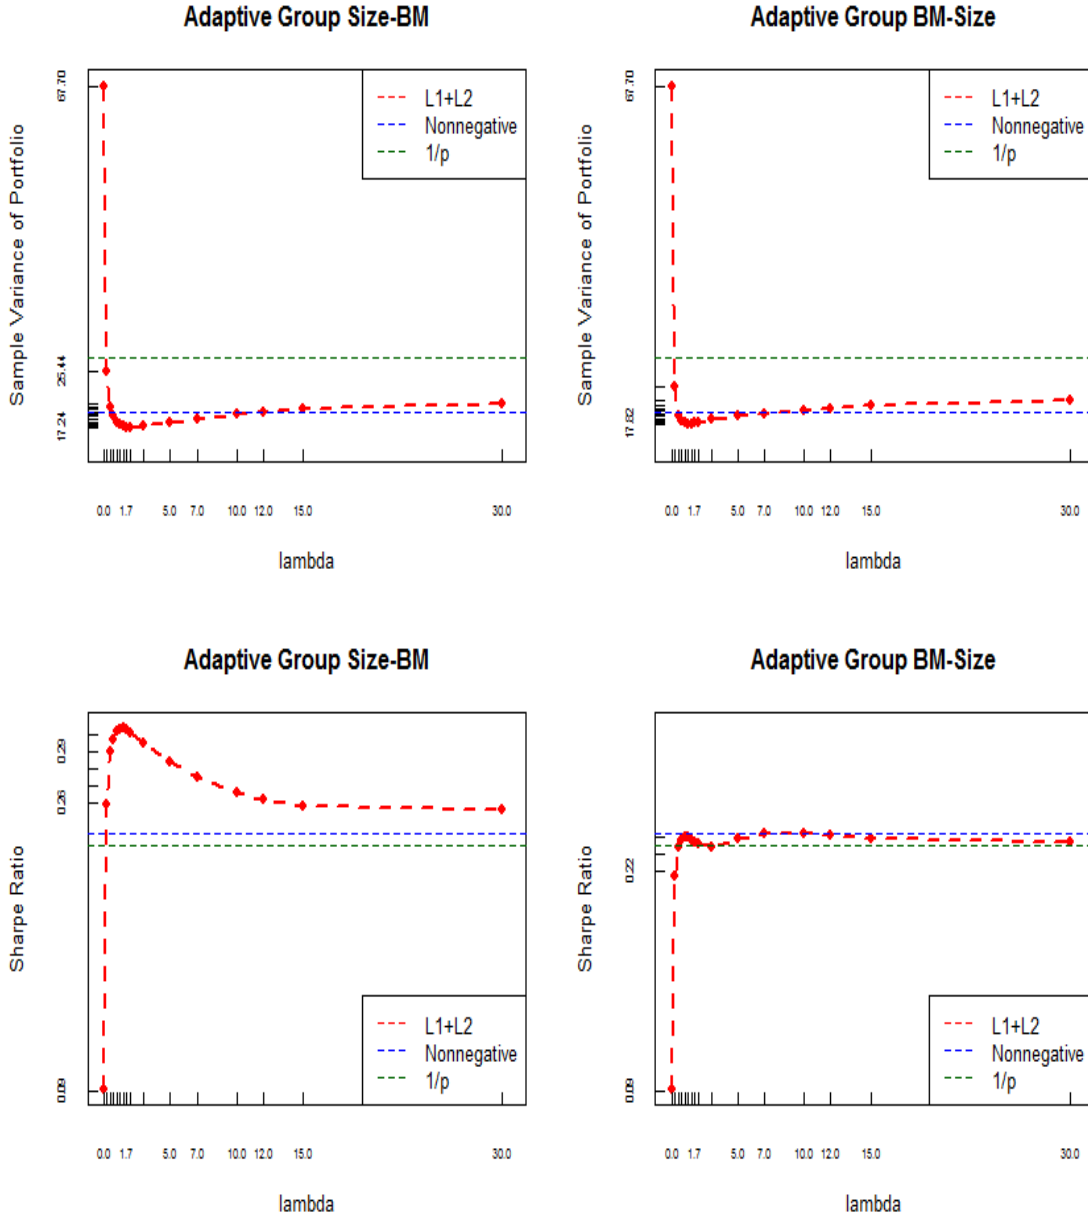 Adaptive Group Size-BM
Sample Variance of Portfolio
67.70
25.44
17.24
L1+L2
Nonnegative
1/p
0.0 1.7 5.0 7.0 10.0 12.0 15.0 30.0
lambda
Adaptive Group BM-Size
Sample Variance of Portfolio
67.70
17.82
L1+L2
Nonnegative
1/p
0.0 1.7 5.0 7.0 10.0 12.0 15.0 30.0
lambda
Adaptive Group Size-BM
Sharpe Ratio
0.29
0.26
0.09
L1+L2
Nonnegative
1/p
0.0 1.7 5.0 7.0 10.0 12.0 15.0 30.0
lambda
Adaptive Group BM-Size
Sharpe Ratio
0.22
0.09
L1+L2
Nonnegative
1/p
0.0 1.7 5.0 7.0 10.0 12.0 15.0 30.0
lambda